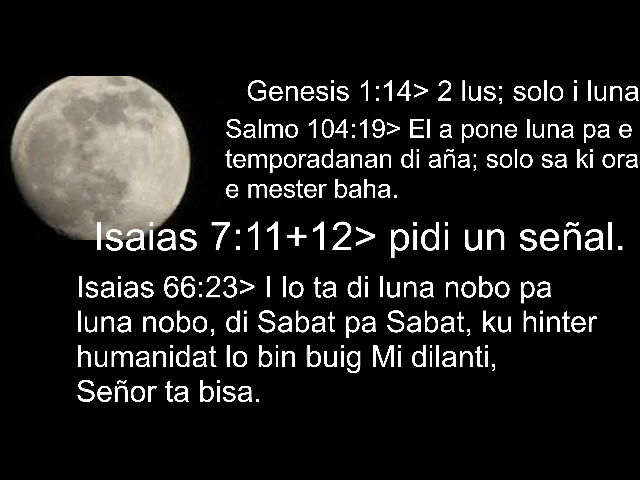 Genesis 1:14> 2 lus; solo i luna
Salmo 104:19> El a pone luna pa e
temporadanan di aña; solo sa ki ora
e mester baha.
Isaias 7:11+12> pidi un señal.
Isaias 66:23> I lo ta di luna nobo pa
luna nobo, di Sabat pa Sabat, ku hinter
humanidat lo bin buig Mi dilanti,
Señor ta bisa.